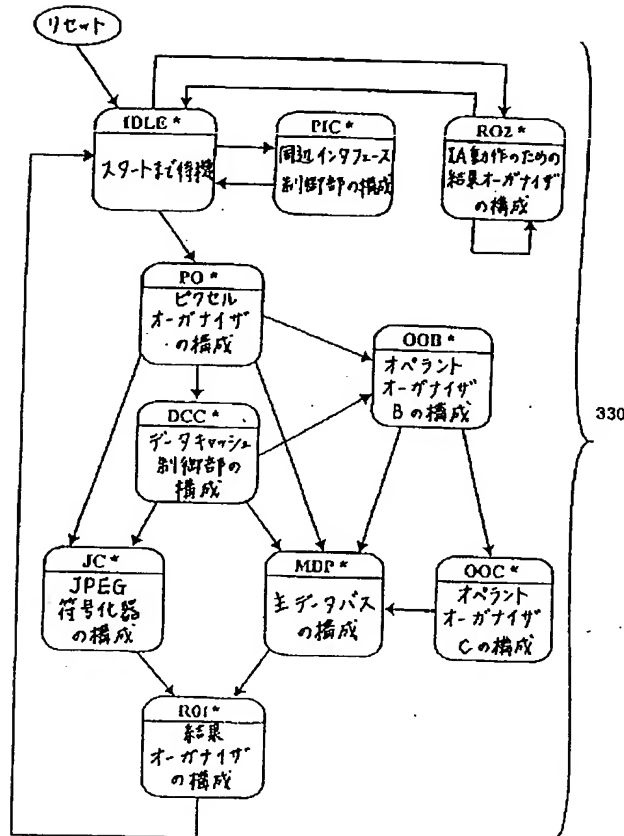 リセット
IDLE *
スタートまで待機
PIC *
周辺インタフェース
制御部の構成
RO2 *
IA動作のための
結果オーガナイザ
の構成
PO *
ピクセル
オーガナイザ
の構成
OOB *
オペラント
オーガナイザ
Bの構成
330
DCC *
データキャッシュ
制御部の
構成
JC *
JPEG
符号化器
の構成
MDP *
主データパス
の構成
OOC *
オペラント
オーガナイザ
Cの構成
RO1 *
結果
オーガナイザ
の構成